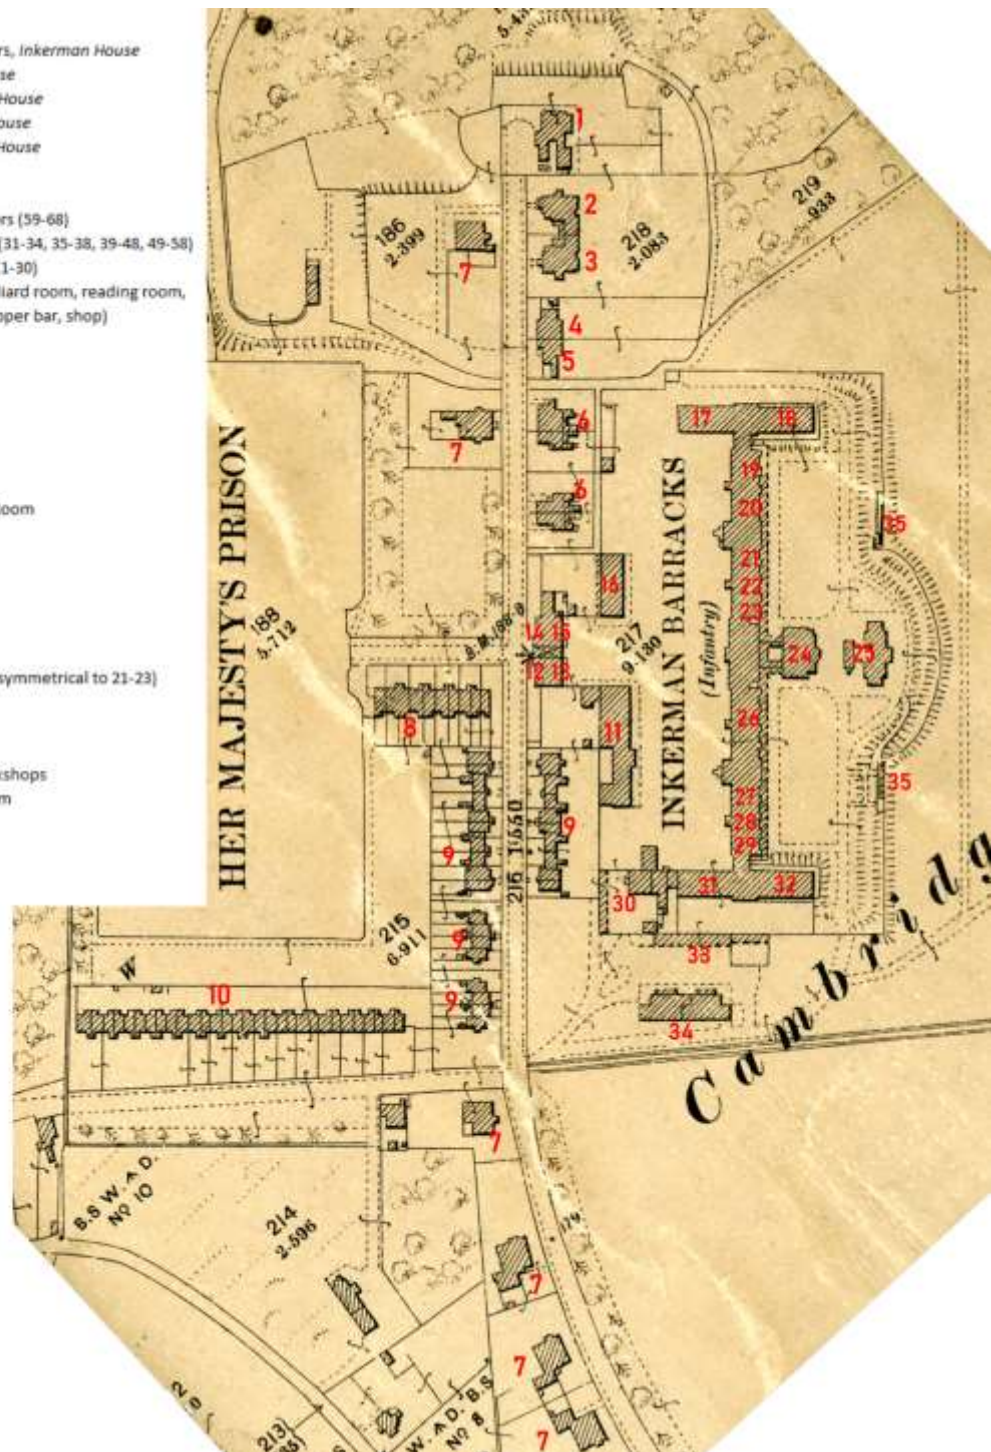 rs, Inkerman House
se
House
ouse
House
rs (59-68)
(31-34, 35-38, 39-48, 49-58)
1-30)
liard room, reading room,
pper bar, shop)
oom
symmetrical to 21-23)
kshops
m
1
2
186
2·399
219
·933
218
2·083
3
7
4
5
17
18
6
7
HER MAJESTY'S PRISON
INKERMAN BARRACKS
(Infantry)
19
20
6
35
21
16
22
188
5·712
23
14
15
217
9·130
24
25
12
13
26
8
11
35
27
216 1·650
9
28
9
29
30
31
32
215
6·911
9
33
W
10
9
34
Cambridg
7
B.S W. D.
Nº 10
214
2·596
179
7
7
W. D. B.S
Nº 8
213
7